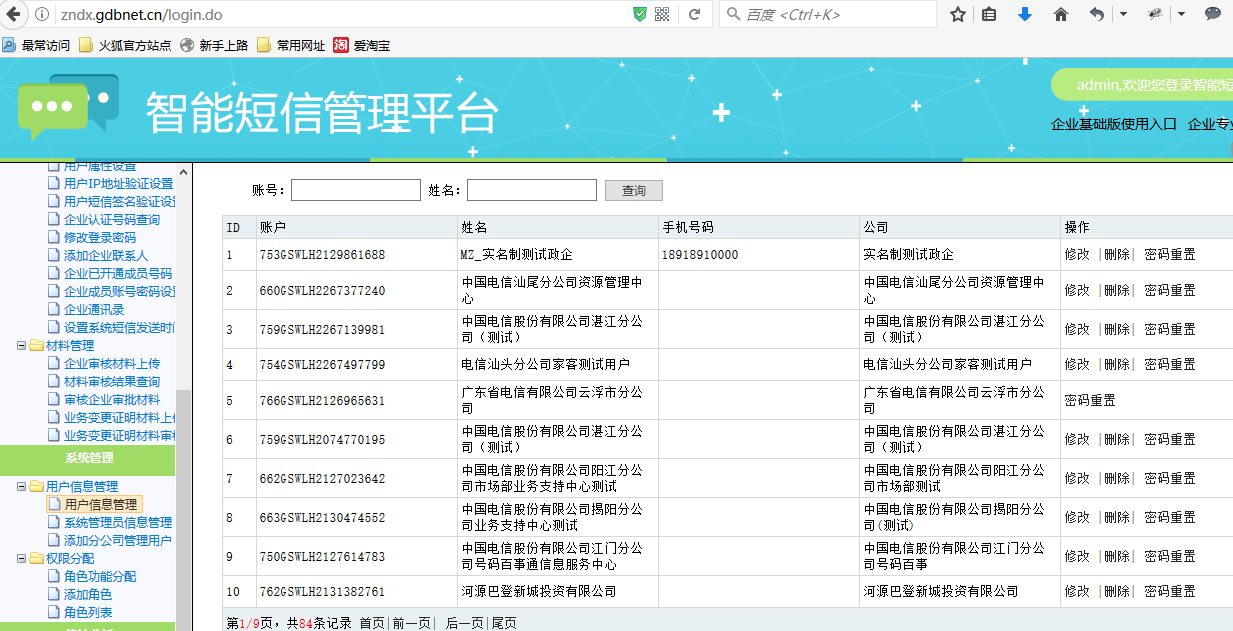 zndx.gdbnet.cn/login.do
百度 <Ctrl+K>
最常访问 火狐官方站点 新手上路 常用网址 淘 爱淘宝
智能短信管理平台
admin,欢迎您登录智能短
企业基础版使用入口 企业专业
用户属性设置
用户IP地址验证设置
用户短信签名验证设
企业认证号码查询
修改登录密码
添加企业联系人
企业已开通成员号码
企业成员账号密码设
企业通讯录
设置系统短信发送时
材料管理
企业审核材料上传
材料审核结果查询
审核企业审批材料
业务变更证明材料上
业务变更证明材料审
系统管理
用户信息管理
用户信息管理
系统管理员信息管理
添加分公司管理用户
权限分配
角色功能分配
添加角色
角色列表
账号： 姓名： 查询
ID 账户 姓名 手机号码 公司 操作
1 753GSWLH2129861688 MZ_实名制测试政企 18918910000 实名制测试政企 修改 |删除| 密码重置
2 660GSWLH2267377240 中国电信汕尾分公司资源管理中 中国电信汕尾分公司资源管理中 修改 |删除| 密码重置
心 心
3 759GSWLH2267139981 中国电信股份有限公司湛江分公 中国电信股份有限公司湛江分公 修改 |删除| 密码重置
司（测试） 司（测试）
4 754GSWLH2267497799 电信汕头分公司家客测试用户 电信汕头分公司家客测试用户 修改 |删除| 密码重置
5 766GSWLH2126965631 广东省电信有限公司云浮市分公 广东省电信有限公司云浮市分公 密码重置
司 司
6 759GSWLH2074770195 中国电信股份有限公司湛江分公 中国电信股份有限公司湛江分公 修改 |删除| 密码重置
司（测试） 司（测试）
7 662GSWLH2127023642 中国电信股份有限公司阳江分公 中国电信股份有限公司阳江分公 修改 |删除| 密码重置
司市场部业务支持中心测试 司市场部测试
8 663GSWLH2130474552 中国电信股份有限公司揭阳分公 中国电信股份有限公司揭阳分公 修改 |删除| 密码重置
司业务支持中心测试 司(测试)
9 750GSWLH2127614783 中国电信股份有限公司江门分公 中国电信股份有限公司江门分公 修改 |删除| 密码重置
司号码百事通信息服务中心 司号码百事
10 762GSWLH2131382761 河源巴登新城投资有限公司 河源巴登新城投资有限公司 修改 |删除| 密码重置
第1/9页，共84条记录 首页|前一页| 后一页|尾页